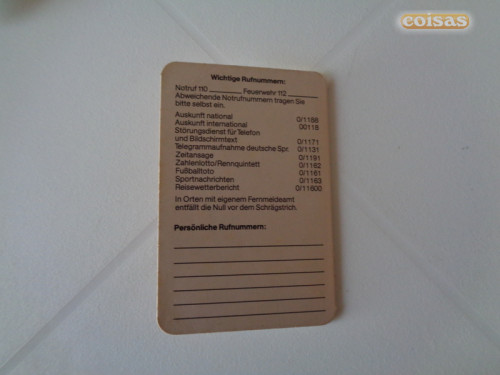 coisas
Wichtige Rufnummern:
Notruf 110 ________, Feuerwehr 112 ________
Abweichende Notrufnummern tragen Sie
bitte selbst ein.
Auskunft national 0/1188
Auskunft international 00118
Störungsdienst für Telefon
und Bildschirmtext 0/1171
Telegrammaufnahme deutsche Spr. 0/1131
Zeitansage 0/1191
Zahlenlotto/Rennquintett 0/1162
Fußballtoto 0/1161
Sportnachrichten 0/1163
Reisewetterbericht 0/11600
In Orten mit eigenem Fernmeldeamt
entfällt die Null vor dem Schrägstrich.
Persönliche Rufnummern: